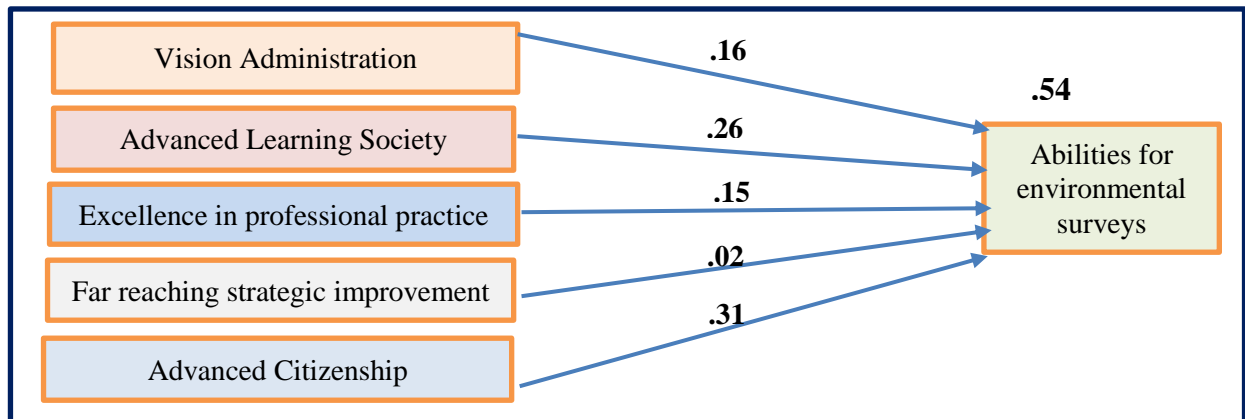 Vision Administration
.16
.54
Advanced Learning Society
.26
Abilities for
environmental
surveys
Excellence in professional practice
.15
Far reaching strategic improvement
.02
Advanced Citizenship
.31